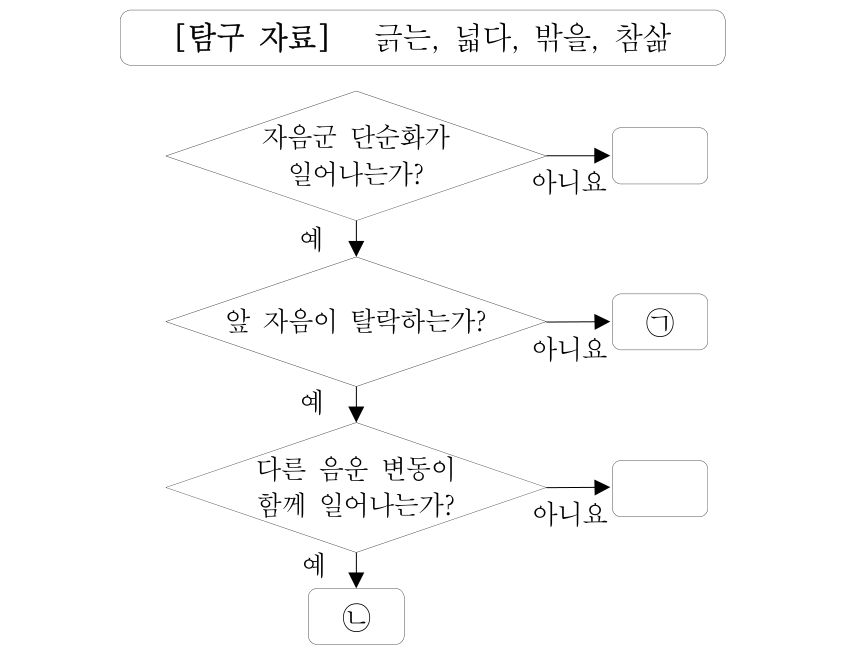 [탐구 자료] 긁는, 넓다, 밖을, 참삶
자음군 단순화가
일어나는가?
아니요
예
앞 자음이 탈락하는가?
㉠
아니요
예
다른 음운 변동이
함께 일어나는가?
아니요
예
㉡